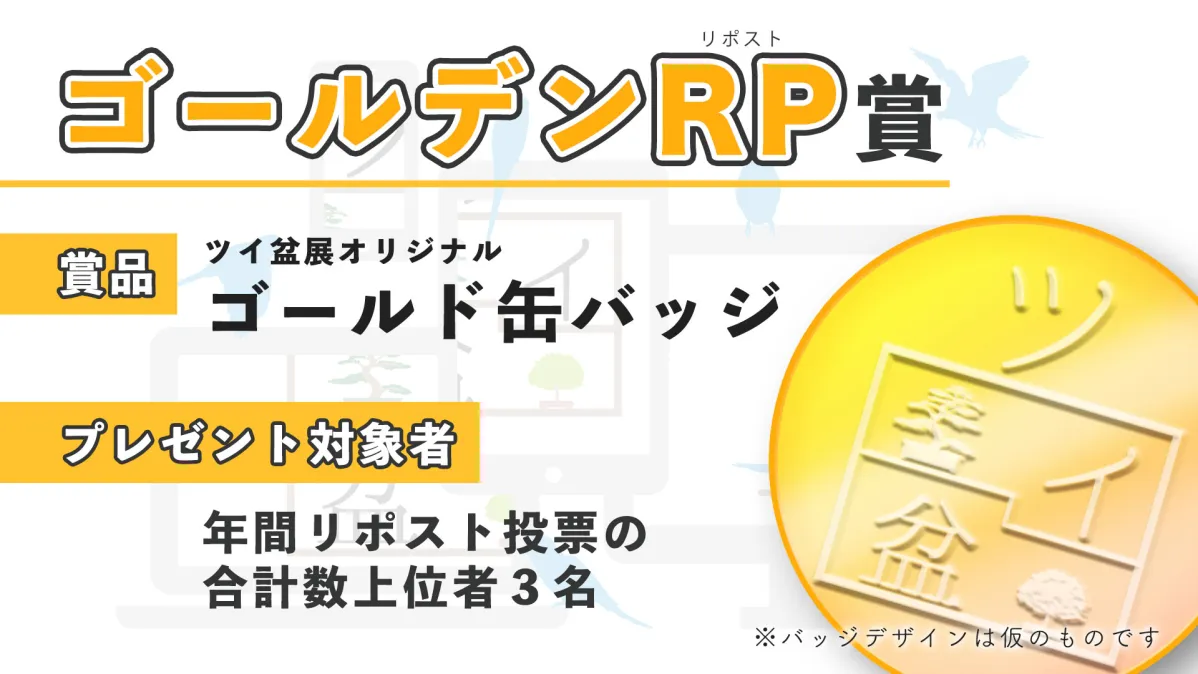 リポスト
ゴールデンRP賞
賞品
ツイ盆展オリジナル
ゴールド缶バッジ
プレゼント対象者
年間リポスト投票の
合計数上位者3名
ツ
イ
盆
※バッジデザインは仮のものです